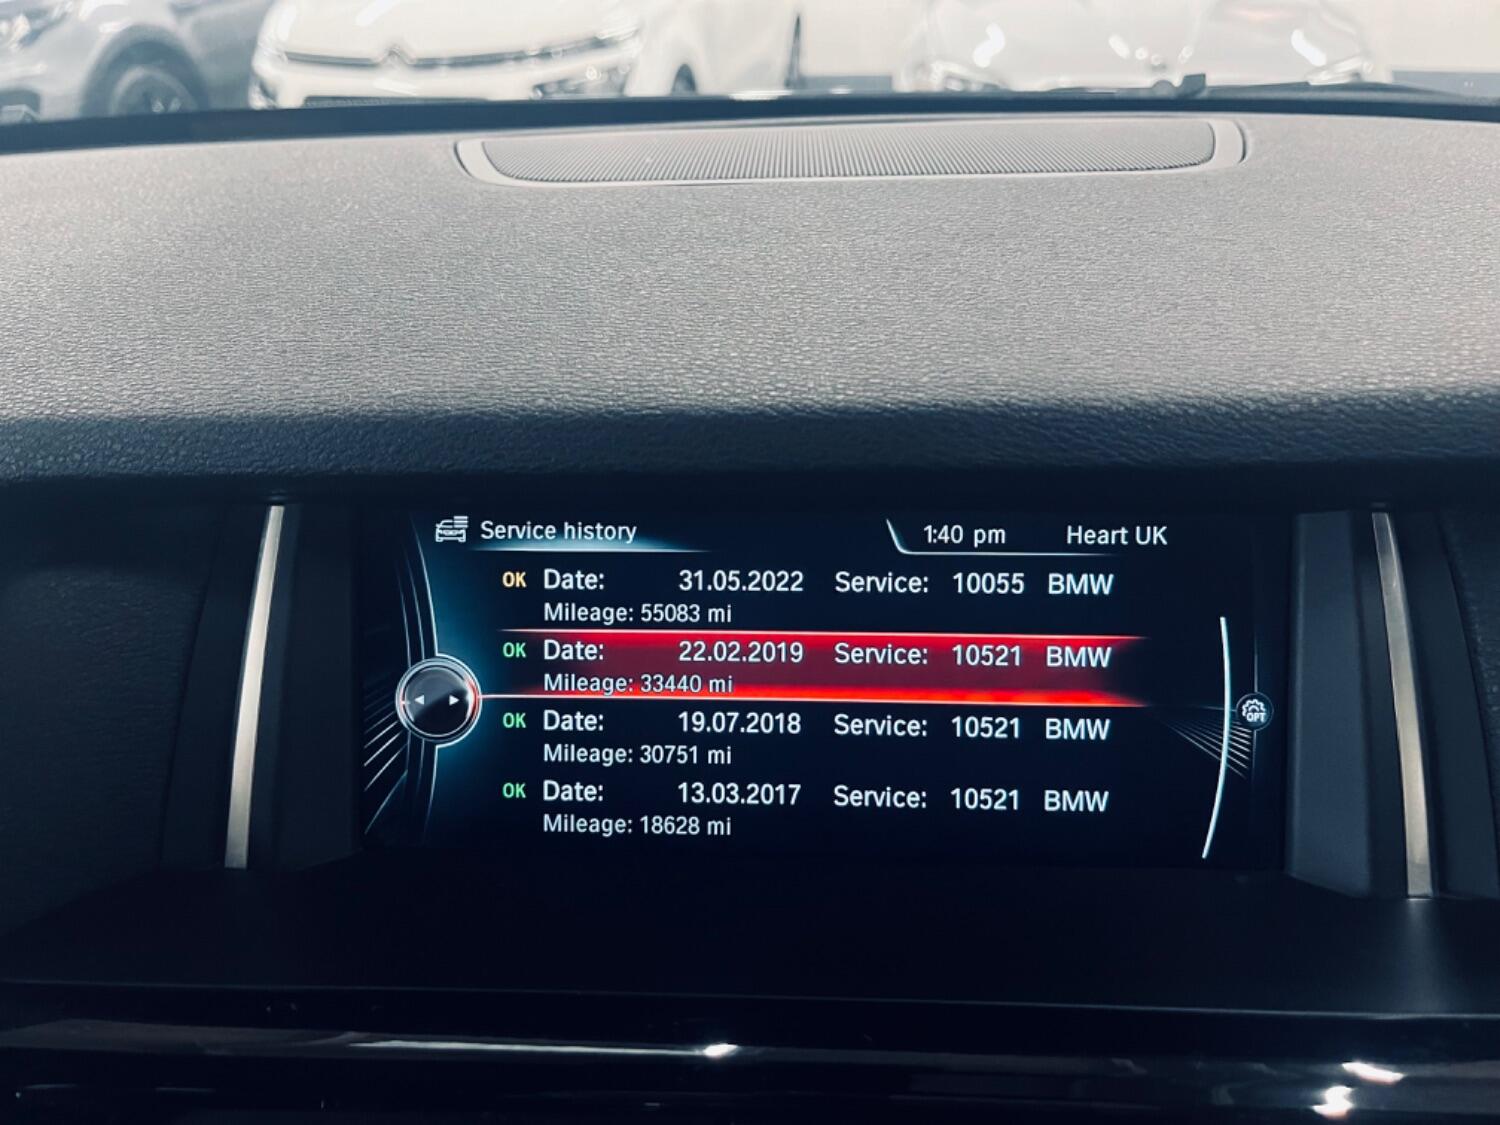 Service history 1:40 pm Heart UK
OK Date: 31.05.2022 Service: 10055 BMW
Mileage: 55083 mi
OK Date: 22.02.2019 Service: 10521 BMW
Mileage: 33440 mi
OK Date: 19.07.2018 Service: 10521 BMW
Mileage: 30751 mi
OPT
OK Date: 13.03.2017 Service: 10521 BMW
Mileage: 18628 mi